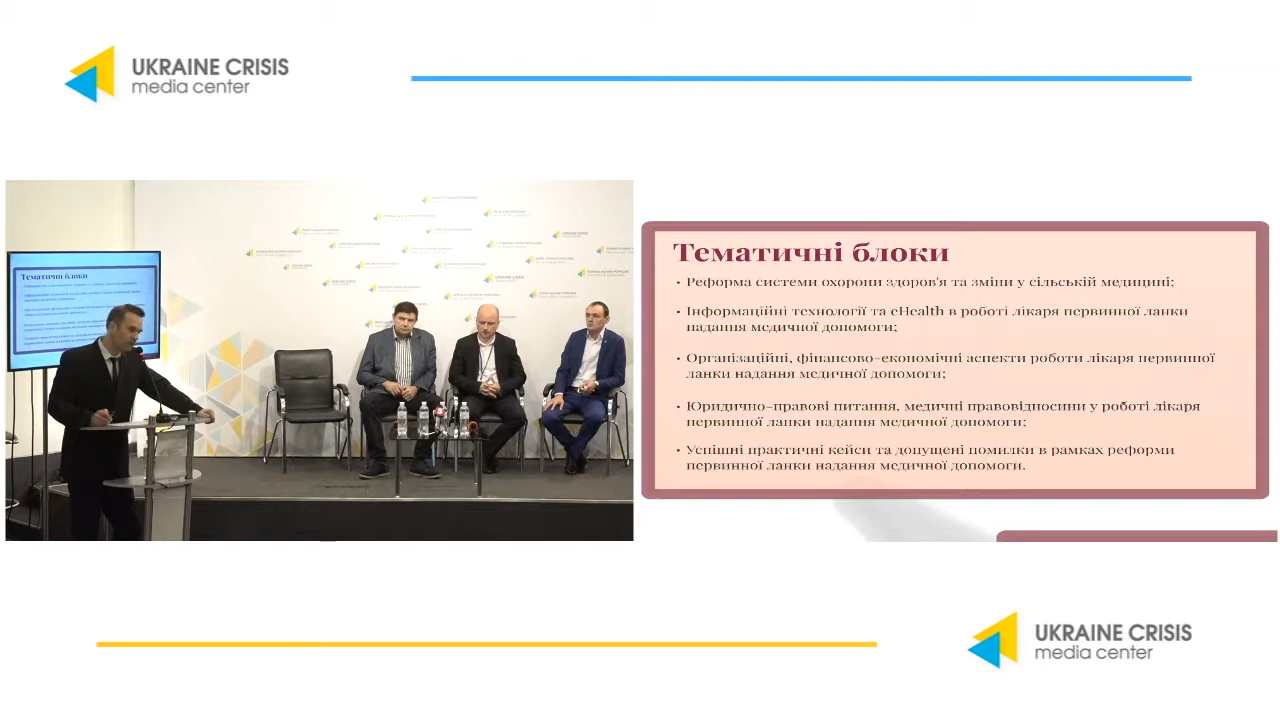 UKRAINE CRISIS
media center
Тематичні блоки
Тематичні блоки
• Реформа системи охорони здоров'я та зміни у сільській медицині;
• Інформаційні технології та eHealth в роботі лікаря первинної ланки
надання медичної допомоги;
• Організаційні, фінансово-економічні аспекти роботи лікаря первинної
ланки надання медичної допомоги;
• Юридично-правові питання, медичні правовідносини у роботі лікаря
первинної ланки надання медичної допомоги;
• Успішні практичні кейси та допущені помилки в рамках реформи
первинної ланки надання медичної допомоги.
UKRAINE CRISIS
media center